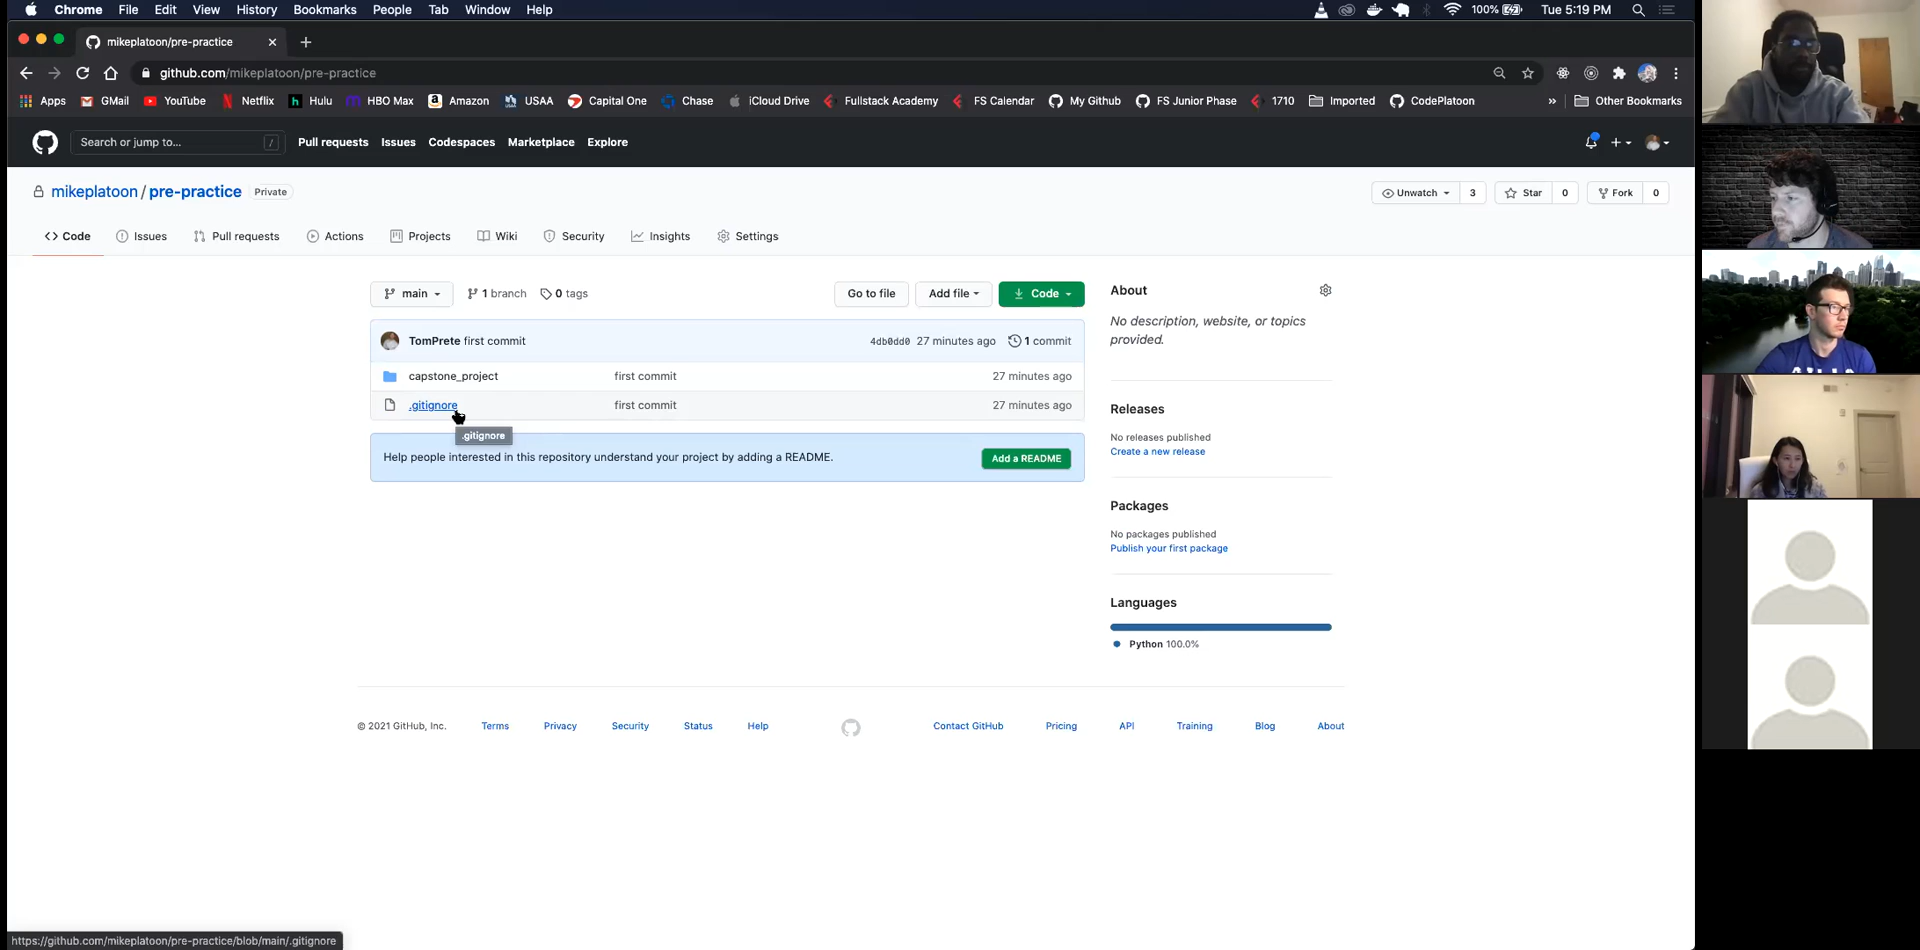 Chrome File Edit View History Bookmarks People Tab Window Help 100% Tue 5:19 PM
mikeplatoon/pre-practice
github.com/mikeplatoon/pre-practice
Apps GMail YouTube Netflix Hulu HBO Max Amazon USAA Capital One Chase iCloud Drive Fullstack Academy FS Calendar My Github FS Junior Phase 1710 Imported CodePlatoon » Other Bookmarks
Search or jump to... / Pull requests Issues Codespaces Marketplace Explore
mikeplatoon / pre-practice Private Unwatch 3 Star 0 Fork 0
Code Issues Pull requests Actions Projects Wiki Security Insights Settings
main 1 branch 0 tags Go to file Add file Code
TomPrete first commit 4db0dd0 27 minutes ago 1 commit
capstone_project first commit 27 minutes ago
.gitignore first commit 27 minutes ago
.gitignore
Help people interested in this repository understand your project by adding a README. Add a README
About
No description, website, or topics
provided.
Releases
No releases published
Create a new release
Packages
No packages published
Publish your first package
Languages
Python 100.0%
© 2021 GitHub, Inc. Terms Privacy Security Status Help Contact GitHub Pricing API Training Blog About
https://github.com/mikeplatoon/pre-practice/blob/main/.gitignore